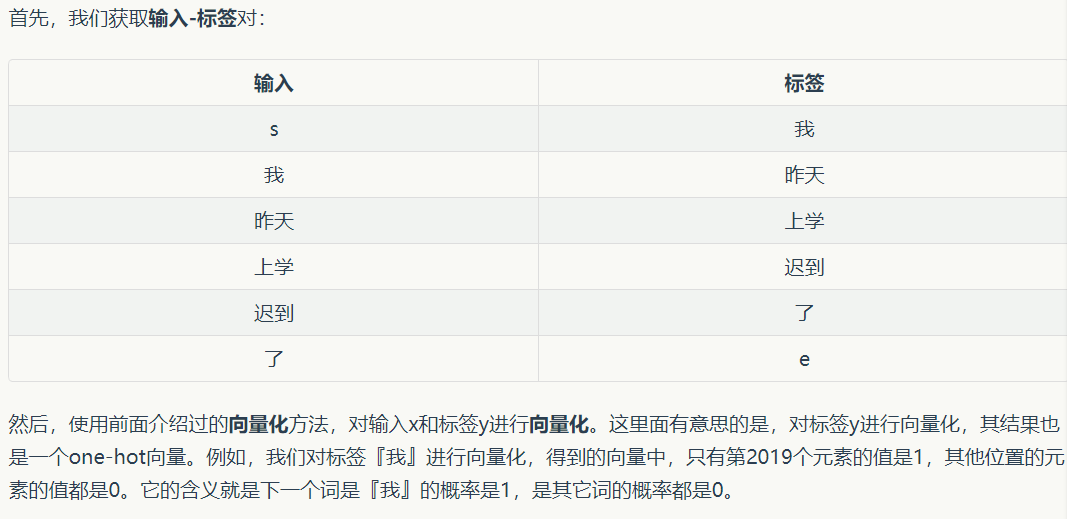 首先，我们获取输入-标签对：
输入 标签
s 我
我 昨天
昨天 上学
上学 迟到
迟到 了
了 e
然后，使用前面介绍过的向量化方法，对输入x和标签y进行向量化。这里面有意思的是，对标签y进行向量化，其结果也
是一个one-hot向量。例如，我们对标签『我』进行向量化，得到的向量中，只有第2019个元素的值是1，其他位置的元
素的值都是0。它的含义就是下一个词是『我』的概率是1，是其它词的概率都是0。